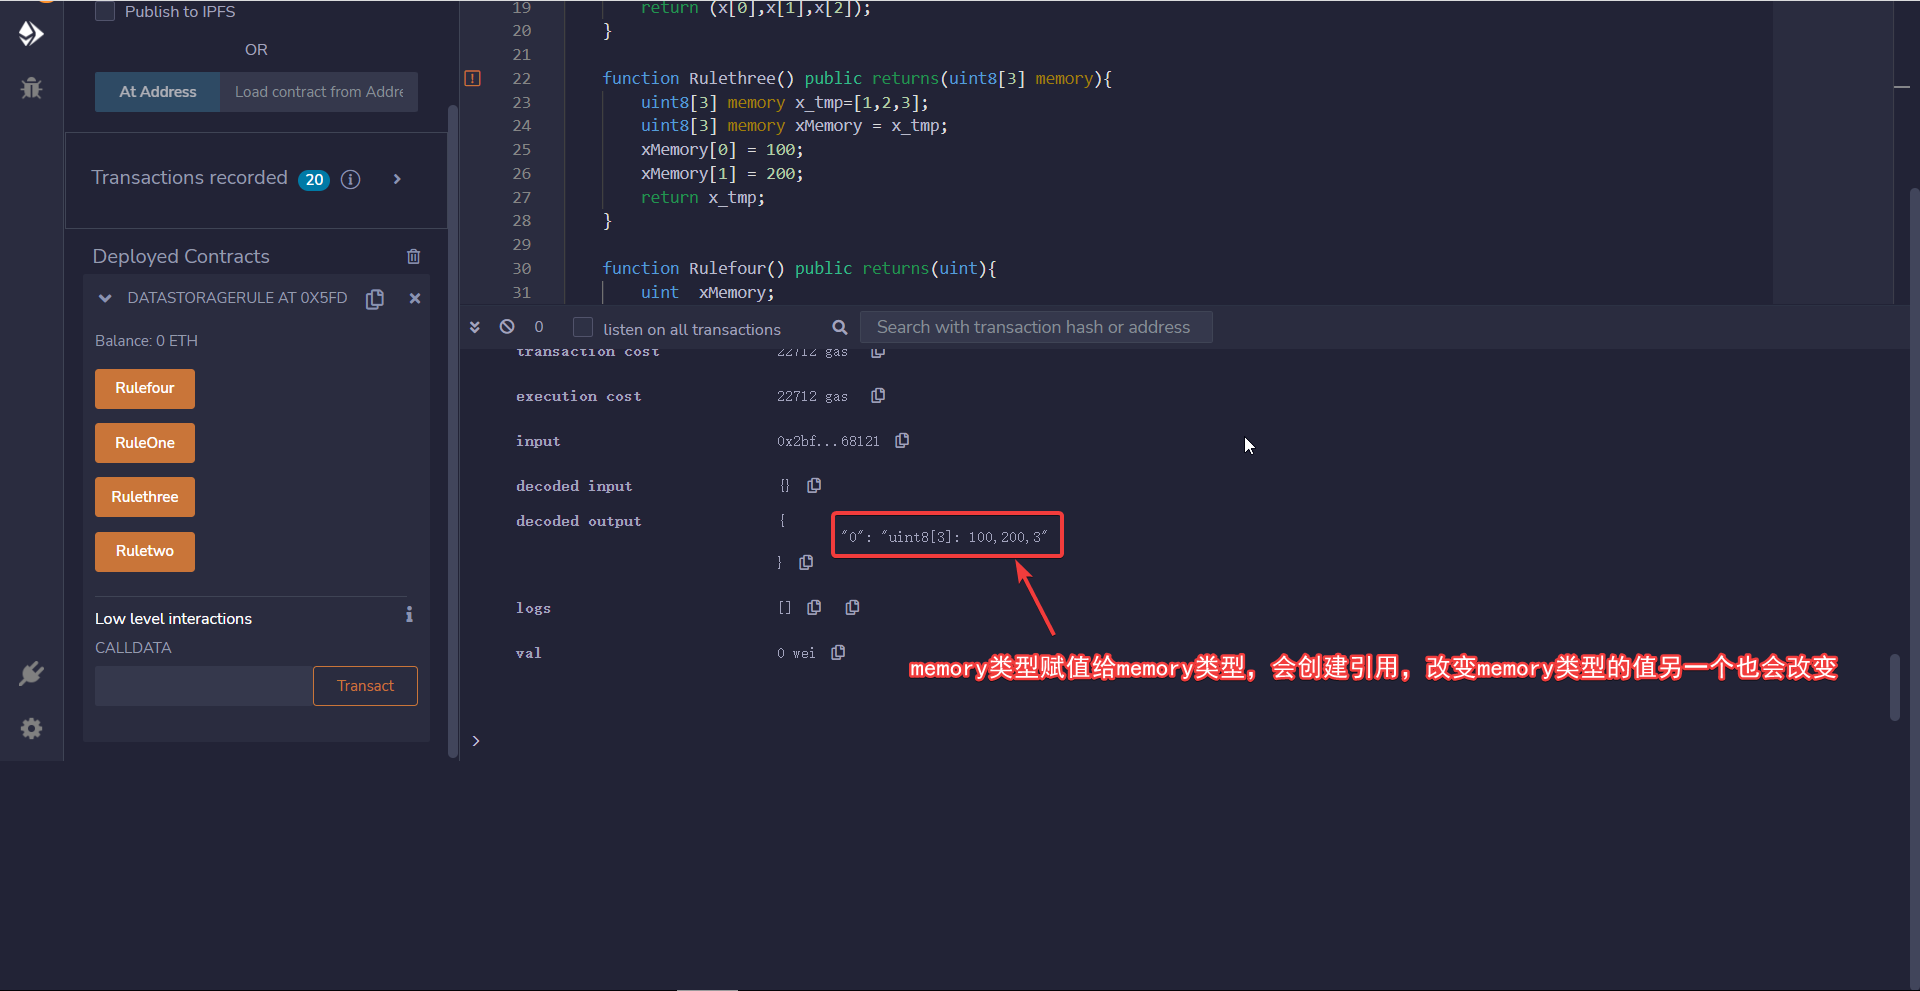 Publish to IPFS
OR
At Address
Load contract from Addre
Transactions recorded 20
Deployed Contracts
DATASTORAGERULE AT 0X5FD
Balance: 0 ETH
Rulefour
RuleOne
Rulethree
Ruletwo
Low level interactions
CALLDATA
Transact
19 return (x[0],x[1],x[2]);
20 }
21
22 function Rulethree() public returns(uint8[3] memory){
23 uint8[3] memory x_tmp=[1,2,3];
24 uint8[3] memory xMemory = x_tmp;
25 xMemory[0] = 100;
26 xMemory[1] = 200;
27 return x_tmp;
28 }
29
30 function Rulefour() public returns(uint){
31 uint xMemory;
0 listen on all transactions Search with transaction hash or address
transaction cost 22712 gas
execution cost 22712 gas
input 0x2bf...68121
decoded input {}
decoded output {
"0": "uint8[3]: 100,200,3"
}
logs []
val 0 wei
memory类型赋值给memory类型，会创建引用，改变memory类型的值另一个也会改变
>